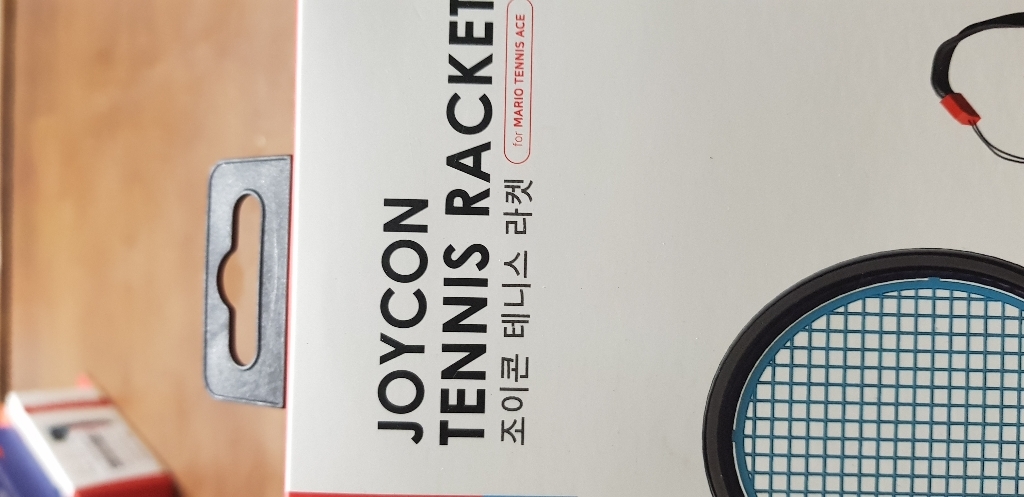 JOYCON
TENNIS RACKET
조이콘 테니스 라켓 for MARIO TENNIS ACE